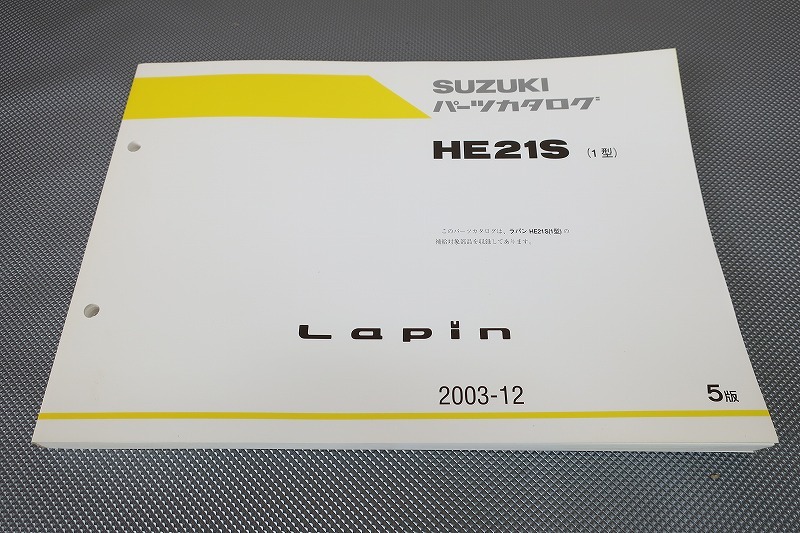 SUZUKI
パーツカタログ
HE21S (1型)
このパーツカタログは、ラパン HE21S(1型) の
補給対象部品を収録してあります。
Lapin
2003-12
5版